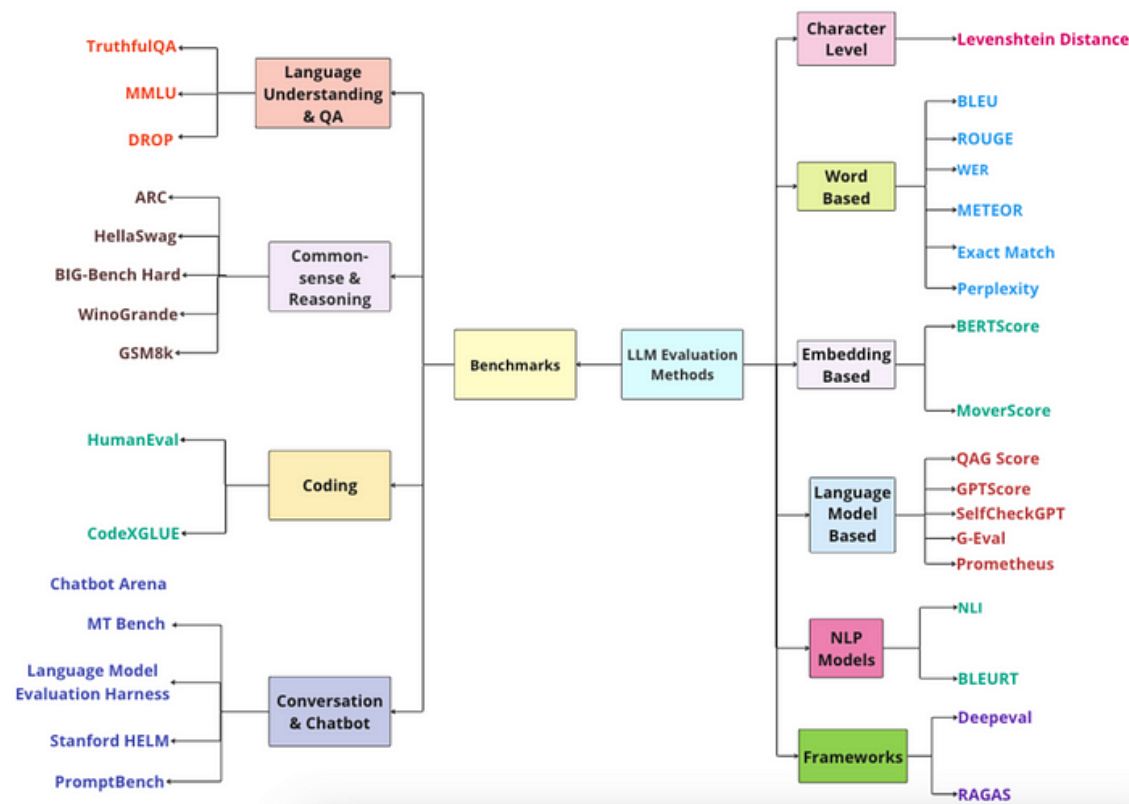 TruthfulQA
MMLU
DROP
Language
Understanding
& QA
ARC
HellaSwag
BIG-Bench Hard
WinoGrande
GSM8k
Common-
sense &
Reasoning
HumanEval
CodeXGLUE
Coding
Chatbot Arena
MT Bench
Language Model
Evaluation Harness
Stanford HELM
PromptBench
Conversation
& Chatbot
Benchmarks
LLM Evaluation
Methods
Character
Level
Levenshtein Distance
Word
Based
BLEU
ROUGE
WER
METEOR
Exact Match
Perplexity
Embedding
Based
BERTScore
MoverScore
Language
Model
Based
QAG Score
GPTScore
SelfCheckGPT
G-Eval
Prometheus
NLP
Models
NLI
BLEURT
Frameworks
Deepeval
RAGAS